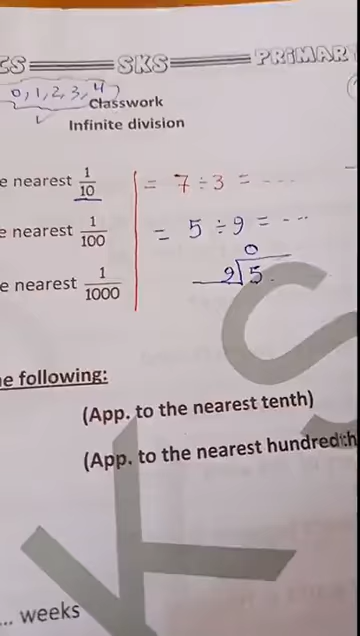 CS SKS PRIMAR
0, 1, 2, 3, 4
Classwork
Infinite division
e nearest 1/10 = 7 ÷ 3 = ....
e nearest 1/100 = 5 ÷ 9 = ---
0
e nearest 1/1000 9√5.
e following:
(App. to the nearest tenth)
(App. to the nearest hundredth
... weeks
K S